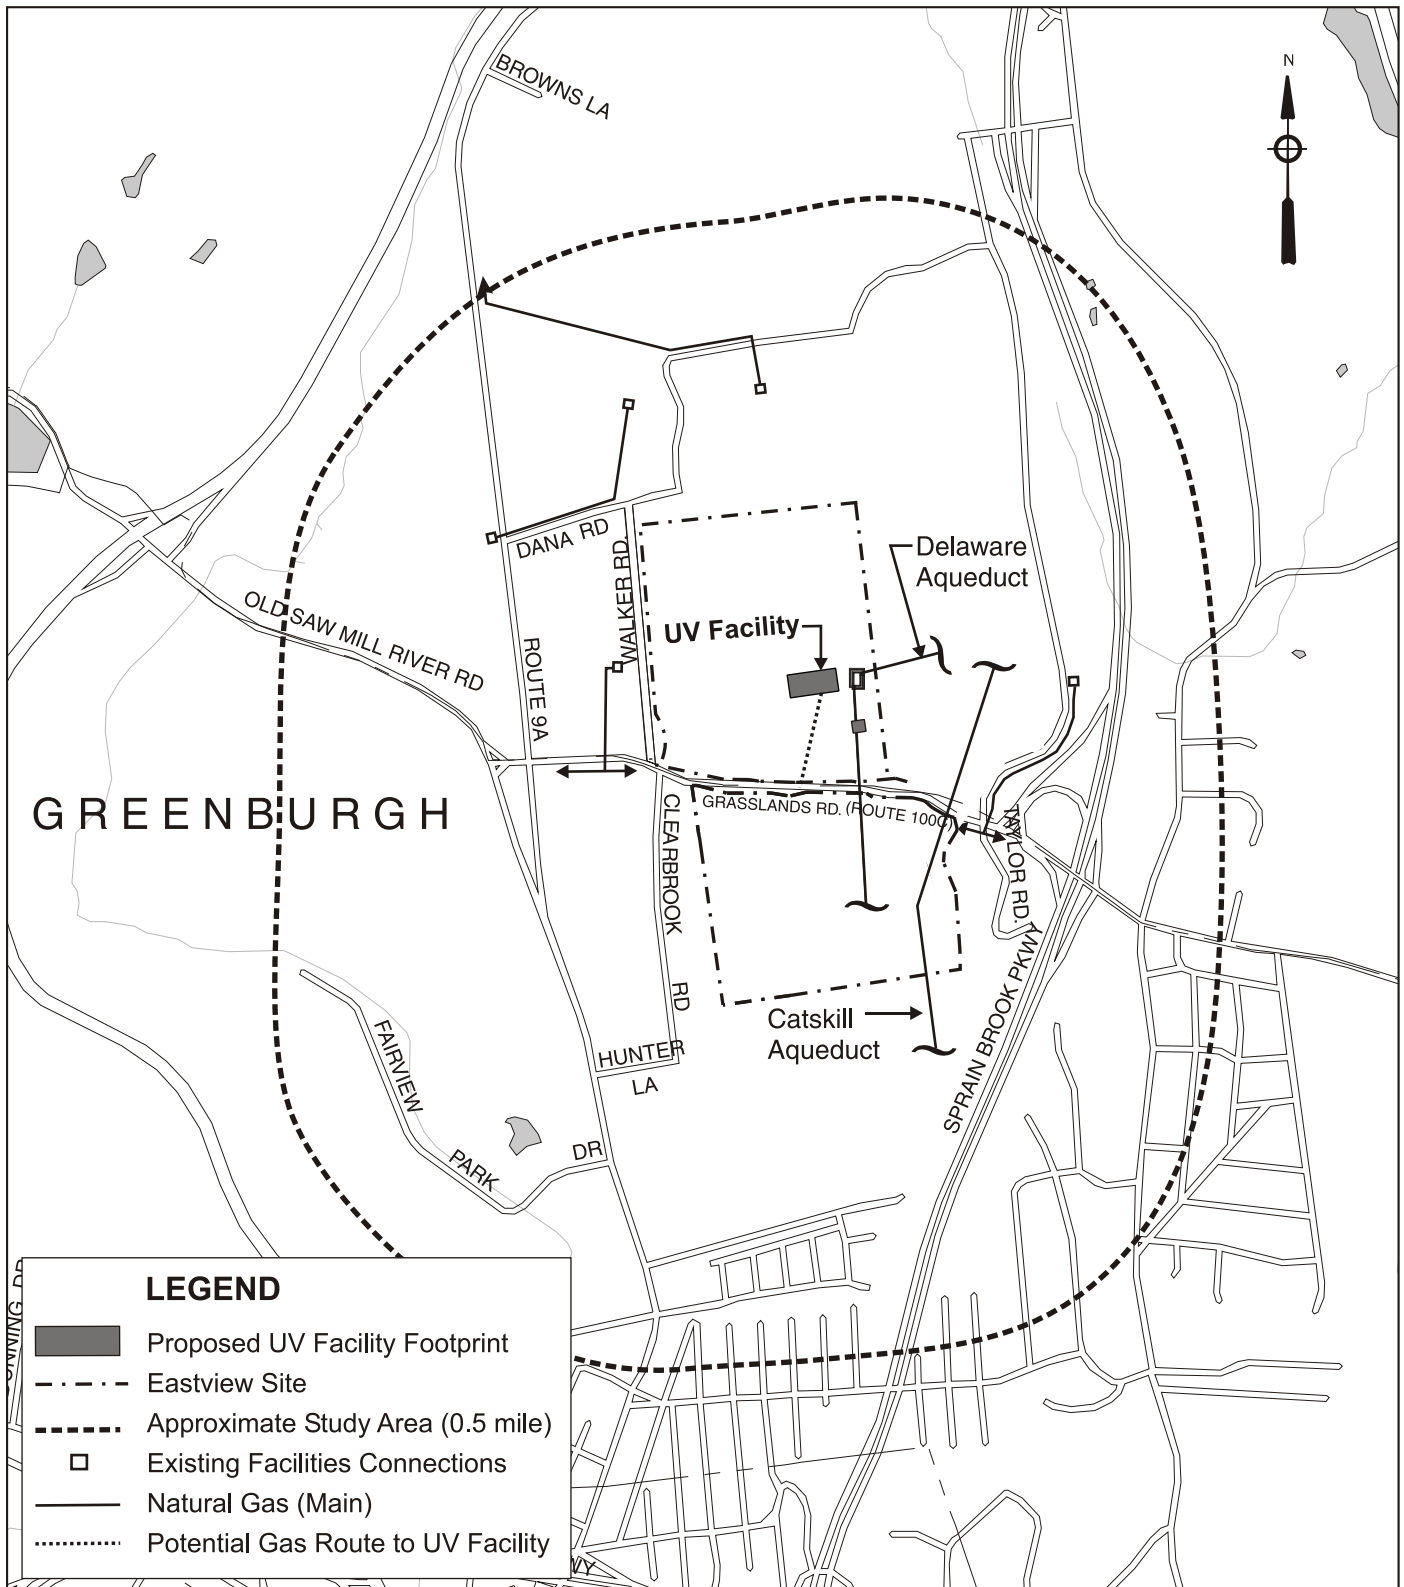 BROWNS LA
N
DANA RD
WALKER RD.
Delaware
Aqueduct
OLD SAW MILL RIVER RD
UV Facility
ROUTE 9A
GREENBURGH
GRASSLANDS RD. (ROUTE 100C)
CLEARBROOK
RD
TAYLOR RD.
SPRAIN BROOK PKWY
Catskill
Aqueduct
FAIRVIEW
PARK
DR
HUNTER
LA
LEGEND
Proposed UV Facility Footprint
Eastview Site
Approximate Study Area (0.5 mile)
Existing Facilities Connections
Natural Gas (Main)
Potential Gas Route to UV Facility